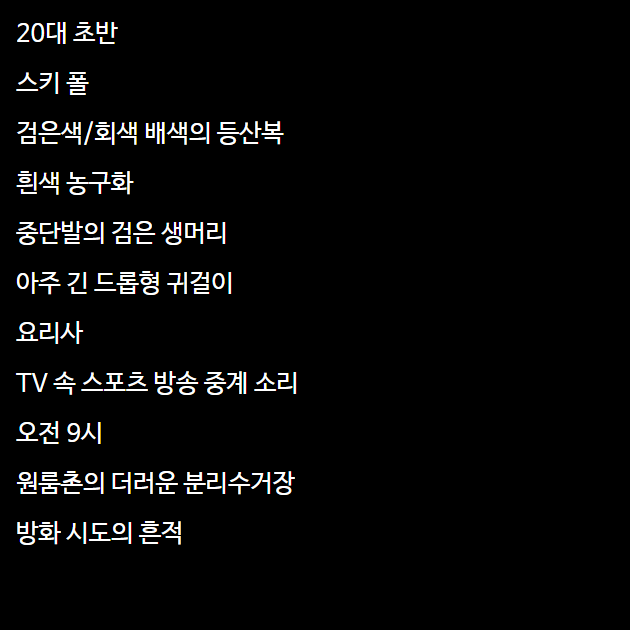 20대 초반
스키 폴
검은색/회색 배색의 등산복
흰색 농구화
중단발의 검은 생머리
아주 긴 드롭형 귀걸이
요리사
TV 속 스포츠 방송 중계 소리
오전 9시
원룸촌의 더러운 분리수거장
방화 시도의 흔적